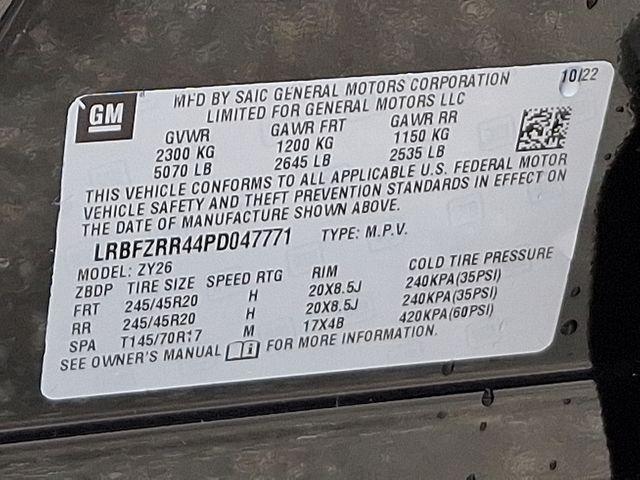 GM
MFD BY SAIC GENERAL MOTORS CORPORATION 10/22
LIMITED FOR GENERAL MOTORS LLC
GVWR GAWR FRT GAWR RR
2300 KG 1200 KG 1150 KG
5070 LB 2645 LB 2535 LB
THIS VEHICLE CONFORMS TO ALL APPLICABLE U.S. FEDERAL MOTOR
VEHICLE SAFETY AND THEFT PREVENTION STANDARDS IN EFFECT ON
THE DATE OF MANUFACTURE SHOWN ABOVE.
LRBFZRR44PD047771 TYPE: M.P.V.
MODEL: ZY26
ZBDP TIRE SIZE SPEED RTG RIM COLD TIRE PRESSURE
FRT 245/45R20 H 20X8.5J 240KPA(35PSI)
RR 245/45R20 H 20X8.5J 240KPA(35PSI)
SPA T145/70R17 M 17X4B 420KPA(60PSI)
SEE OWNER'S MANUAL FOR MORE INFORMATION.